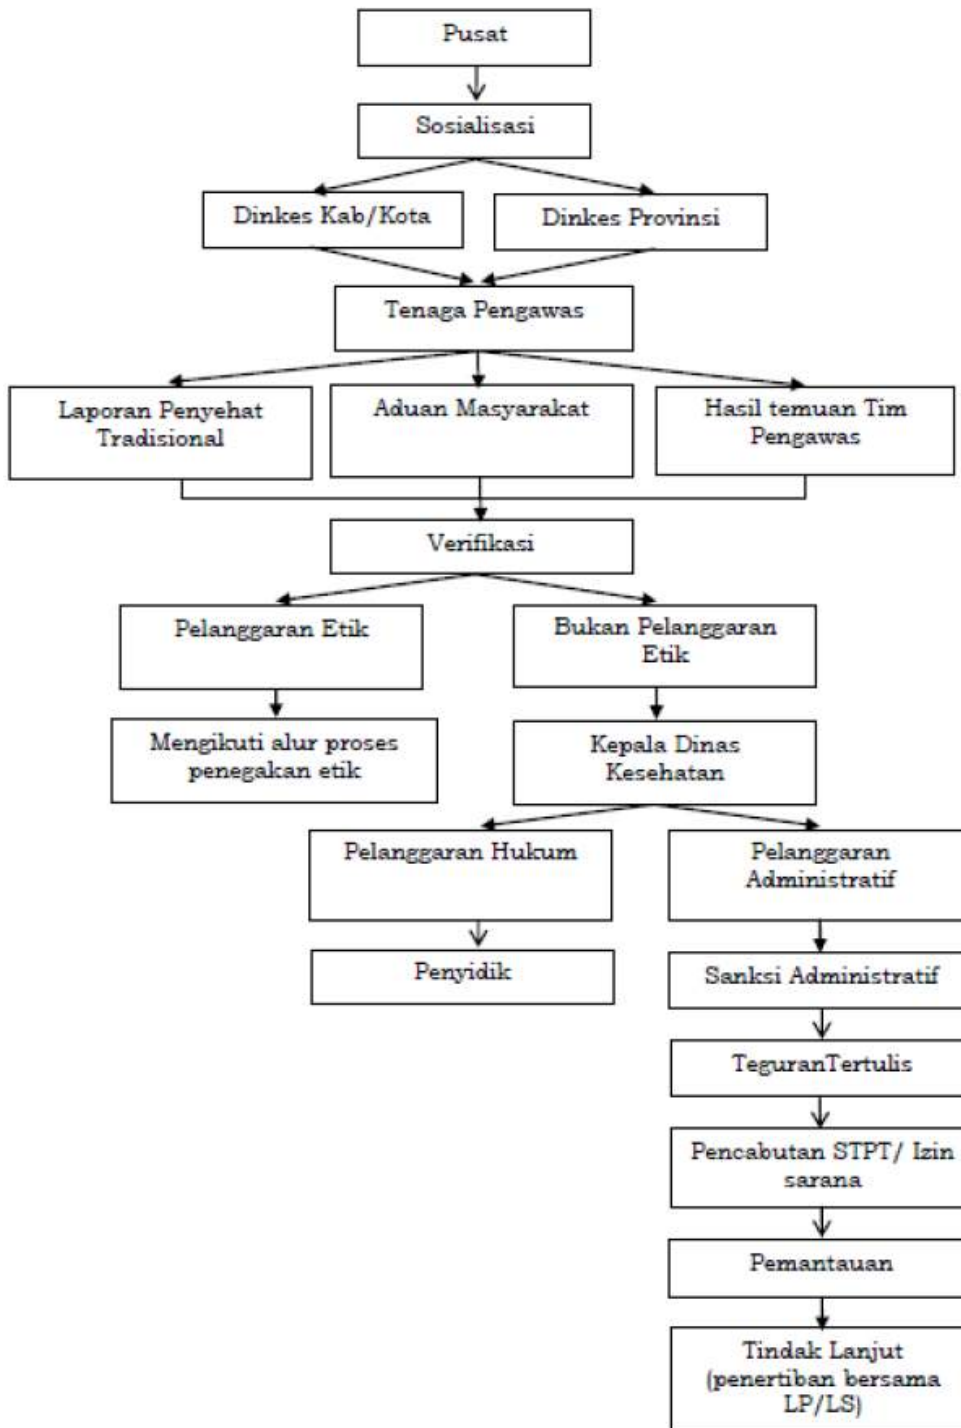 Pusat
Sosialisasi
Dinkes Kab/Kota
Dinkes Provinsi
Tenaga Pengawas
Laporan Penyehat
Tradisional
Aduan Masyarakat
Hasil temuan Tim
Pengawas
Verifikasi
Pelanggaran Etik
Bukan Pelanggaran
Etik
Mengikuti alur proses
penegakan etik
Kepala Dinas
Kesehatan
Pelanggaran Hukum
Pelanggaran
Administratif
Penyidik
Sanksi Administratif
TeguranTertulis
Pencabutan STPT/ Izin
sarana
Pemantauan
Tindak Lanjut
(penertiban bersama
LP/LS)